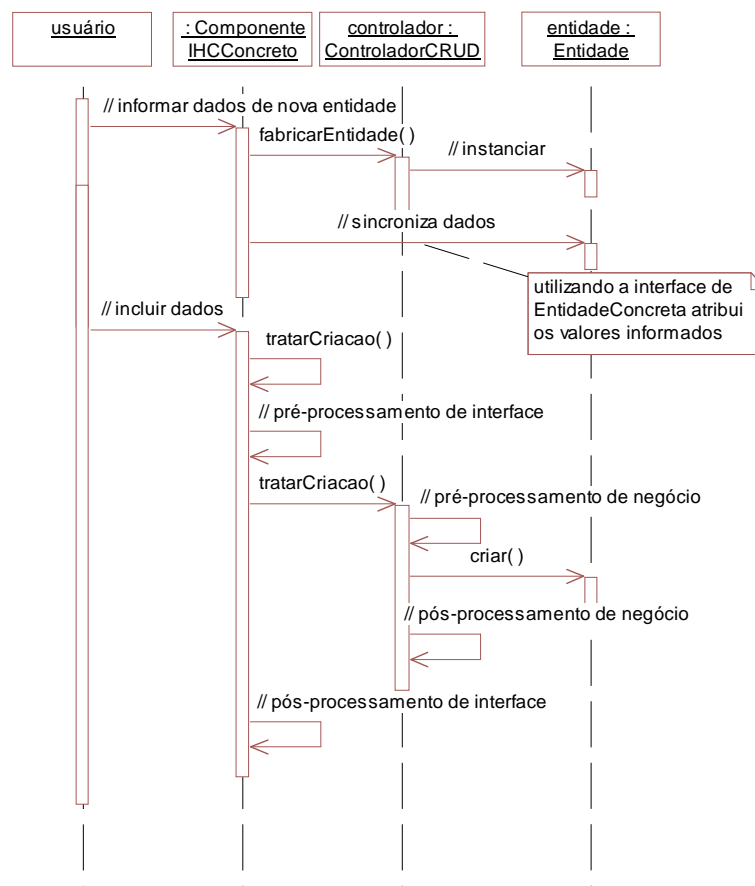 usuário
: Componente
IHCConcreto
controlador :
ControladorCRUD
entidade :
Entidade
// informar dados de nova entidade
fabricarEntidade( )
// instanciar
// sincroniza dados
utilizando a interface de
EntidadeConcreta atribui
os valores informados
// incluir dados
tratarCriacao( )
// pré-processamento de interface
tratarCriacao( )
// pré-processamento de negócio
criar( )
// pós-processamento de negócio
// pós-processamento de interface